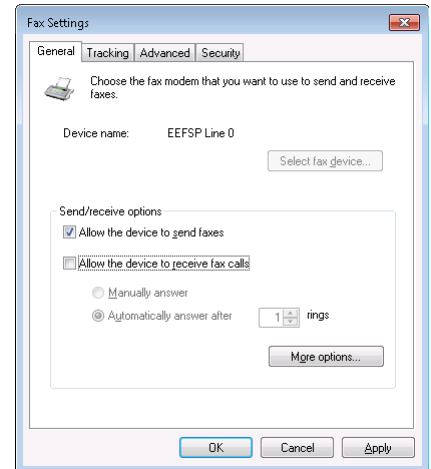 Fax Settings
General Tracking Advanced Security
Choose the fax modem that you want to use to send and receive
faxes.
Device name: EEFSP Line 0
Select fax device...
Send/receive options
Allow the device to send faxes
Allow the device to receive fax calls
Manually answer
Automatically answer after 1 rings
More options...
OK Cancel Apply